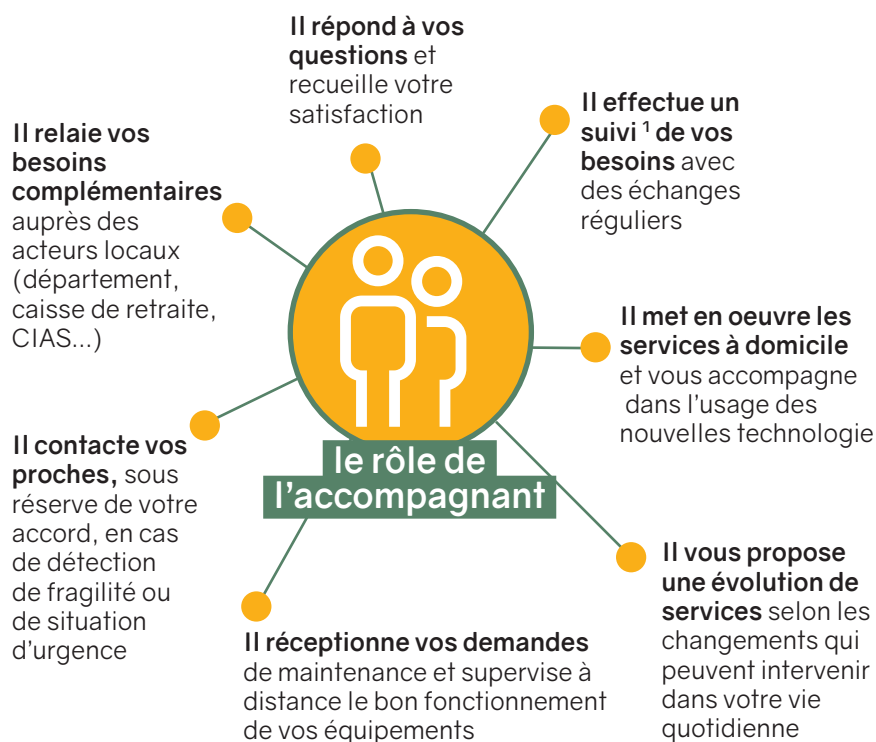 Il répond à vos
questions et
recueille votre
satisfaction
Il effectue un
suivi ¹ de vos
besoins avec
des échanges
réguliers
Il relaie vos
besoins
complémentaires
auprès des
acteurs locaux
(département,
caisse de retraite,
CIAS...)
Il met en oeuvre les
services à domicile
et vous accompagne
dans l'usage des
nouvelles technologie
le rôle de
l'accompagnant
Il contacte vos
proches, sous
réserve de votre
accord, en cas
de détection
de fragilité ou
de situation
d'urgence
Il vous propose
une évolution de
services selon les
changements qui
peuvent intervenir
dans votre vie
quotidienne
Il réceptionne vos demandes
de maintenance et supervise à
distance le bon fonctionnement
de vos équipements